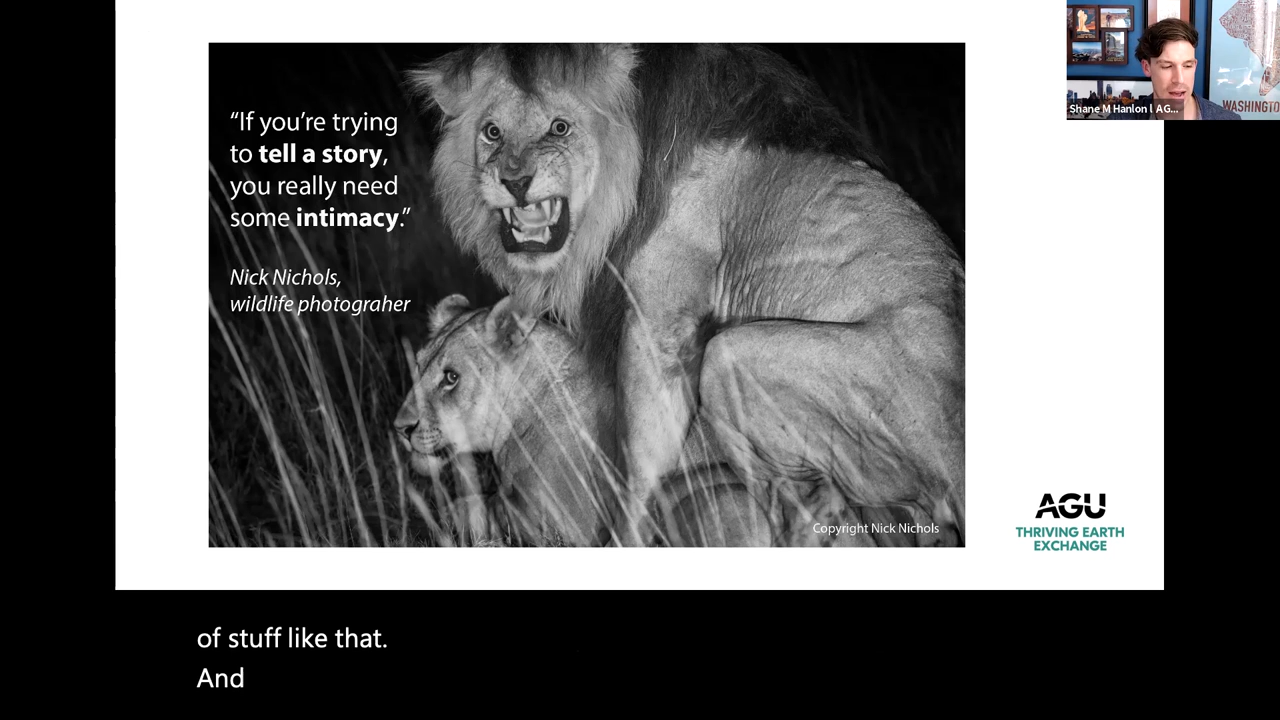 “If you’re trying
to tell a story,
you really need
some intimacy.”
Nick Nichols,
wildlife photograher
Copyright Nick Nichols
Shane M Hanlon l AG...
WASHINGTO
AGU
THRIVING EARTH
EXCHANGE
of stuff like that.
And